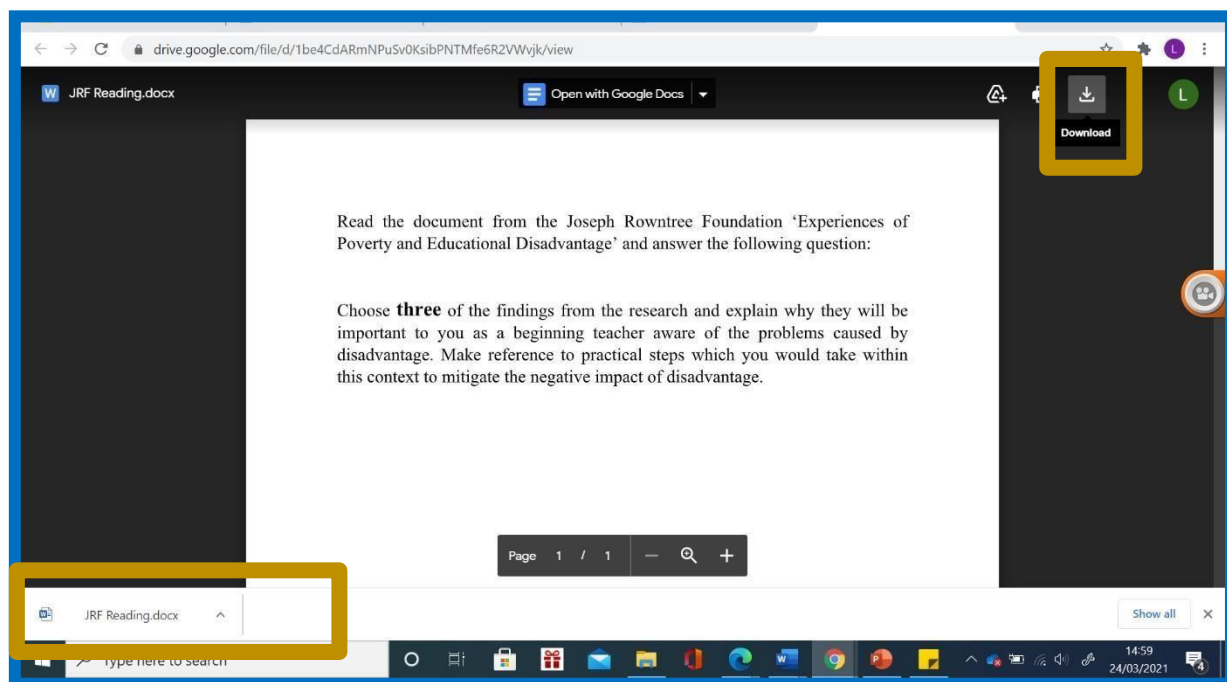 drive.google.com/file/d/1be4CdARmNPuSv0KsibPNTMfe6R2VWvjk/view
L
W JRF Reading.docx
Open with Google Docs
L
Download
Read the document from the Joseph Rowntree Foundation ‘Experiences of
Poverty and Educational Disadvantage’ and answer the following question:
Choose three of the findings from the research and explain why they will be
important to you as a beginning teacher aware of the problems caused by
disadvantage. Make reference to practical steps which you would take within
this context to mitigate the negative impact of disadvantage.
Page 1 / 1
JRF Reading.docx
Show all
Type here to search
14:59
24/03/2021
4